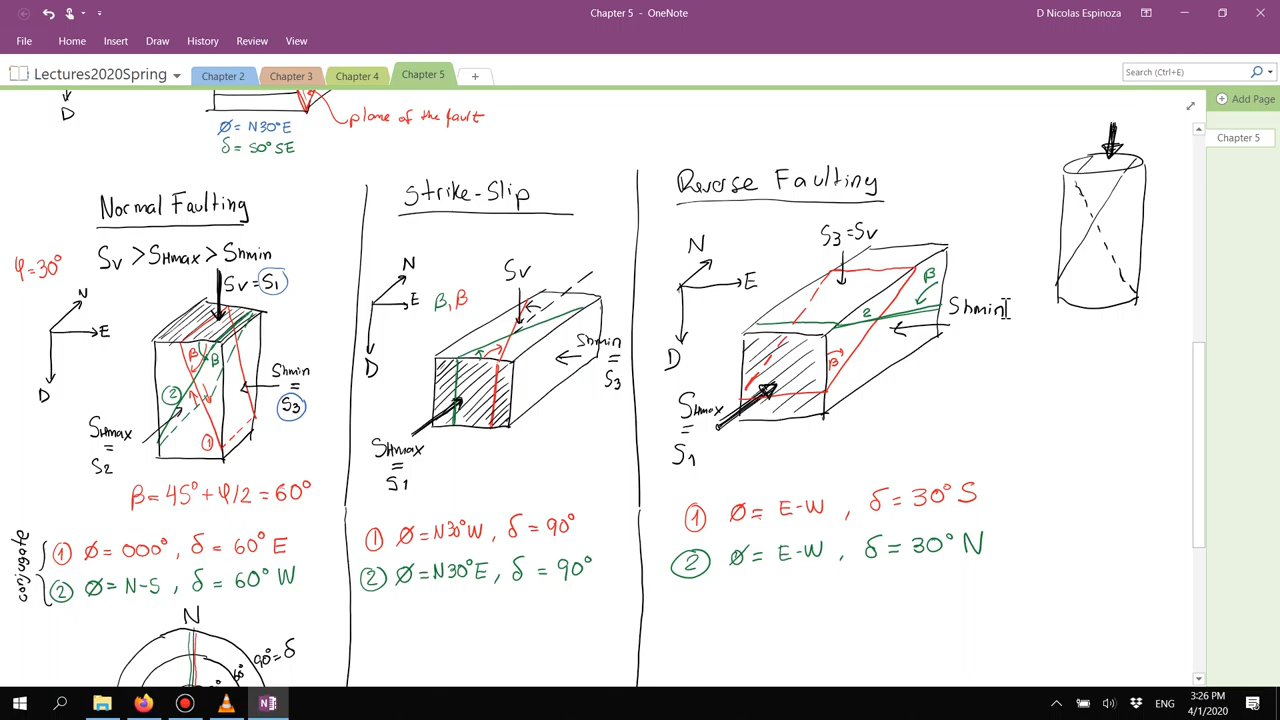 Chapter 5 - OneNote
D Nicolas Espinoza
File Home Insert Draw History Review View
Lectures2020Spring
Chapter 2 Chapter 3 Chapter 4 Chapter 5 +
Search (Ctrl+E)
Add Page
Chapter 5
D
plane of the fault
Ø = N30°E
δ = 50° SE
Normal Faulting
Sv > SHmax > Shmin
φ=30°
Sv = S1
N
E
D
β
β
2
1
Shmin
=
S3
SHmax
=
S2
β = 45° + φ/2 = 60°
conjugate
1 Ø = 000°, δ = 60° E
2 Ø = N-S, δ = 60° W
N
90°=δ
60°
Strike-Slip
N
E
D
β, β
Sv
Shmin
=
S3
SHmax
=
S1
1 Ø = N30°W, δ = 90°
2 Ø = N30°E, δ = 90°
Reverse Faulting
S3 = Sv
N
E
D
β
2
Shmin
β
SHmax
=
S1
1 Ø = E-W, δ = 30° S
2 Ø = E-W, δ = 30° N
ENG
3:26 PM
4/1/2020